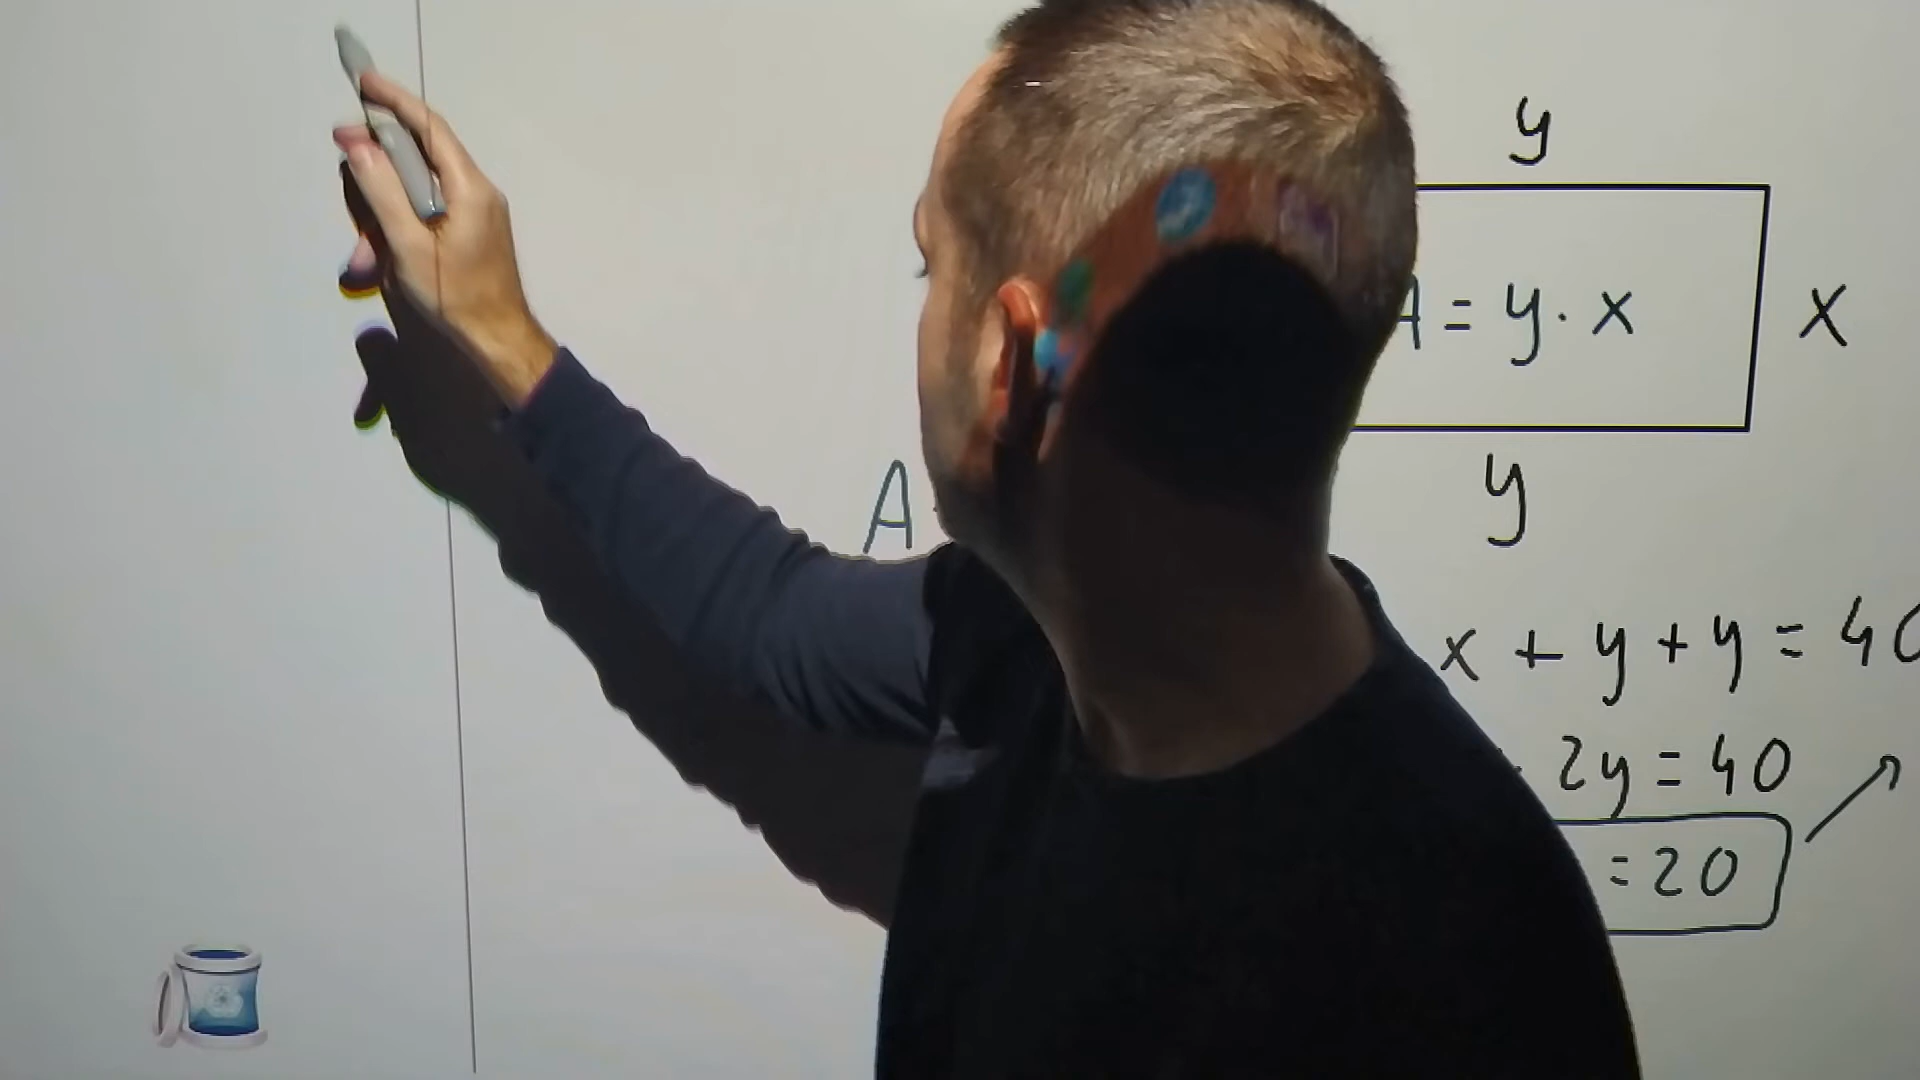 y
A = y · x
x
y
A
x + y + y = 40
2y = 40
= 20